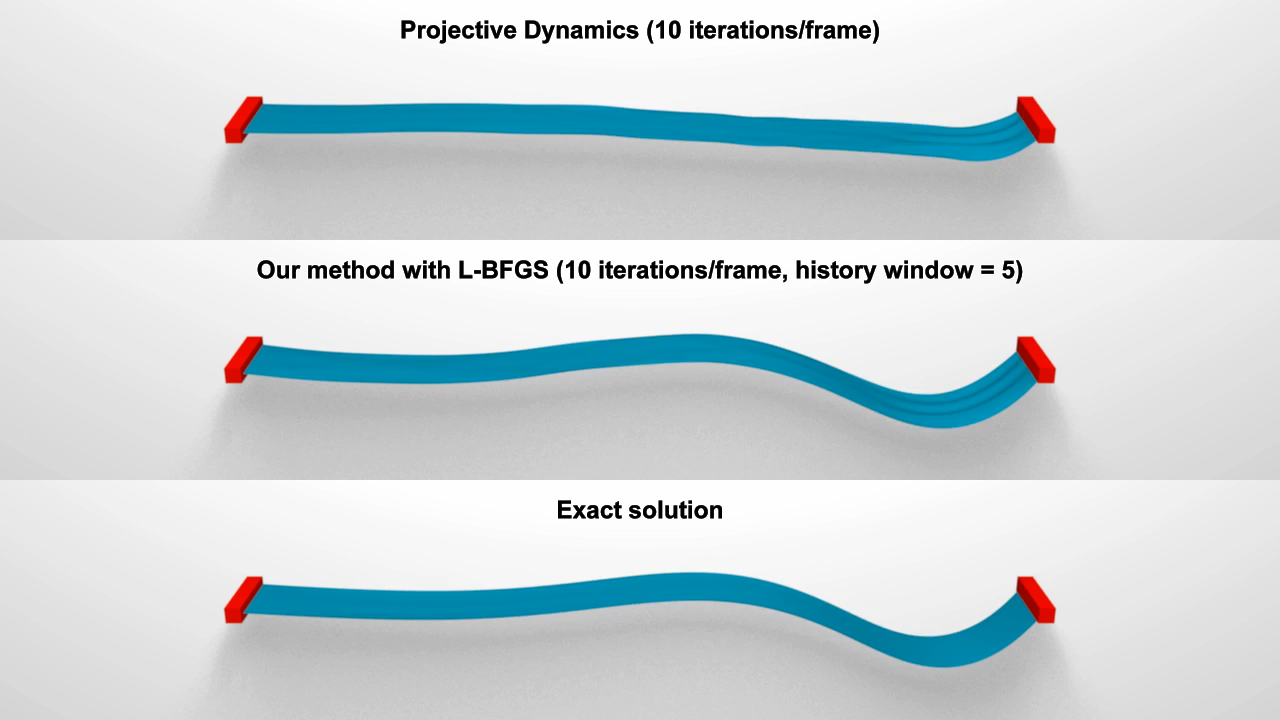 Projective Dynamics (10 iterations/frame)
Our method with L-BFGS (10 iterations/frame, history window = 5)
Exact solution